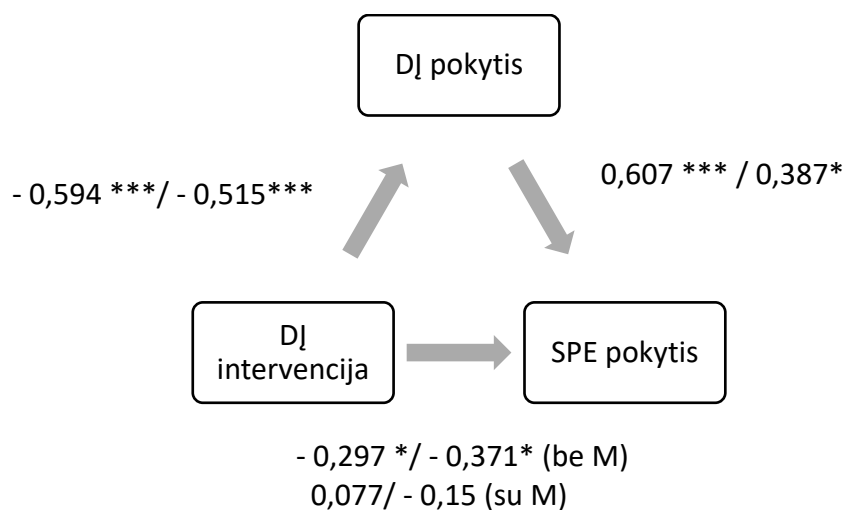 DĮ pokytis
- 0,594 ***/ - 0,515***
0,607 *** / 0,387*
DĮ
intervencija
SPE pokytis
- 0,297 */ - 0,371* (be M)
0,077/ - 0,15 (su M)